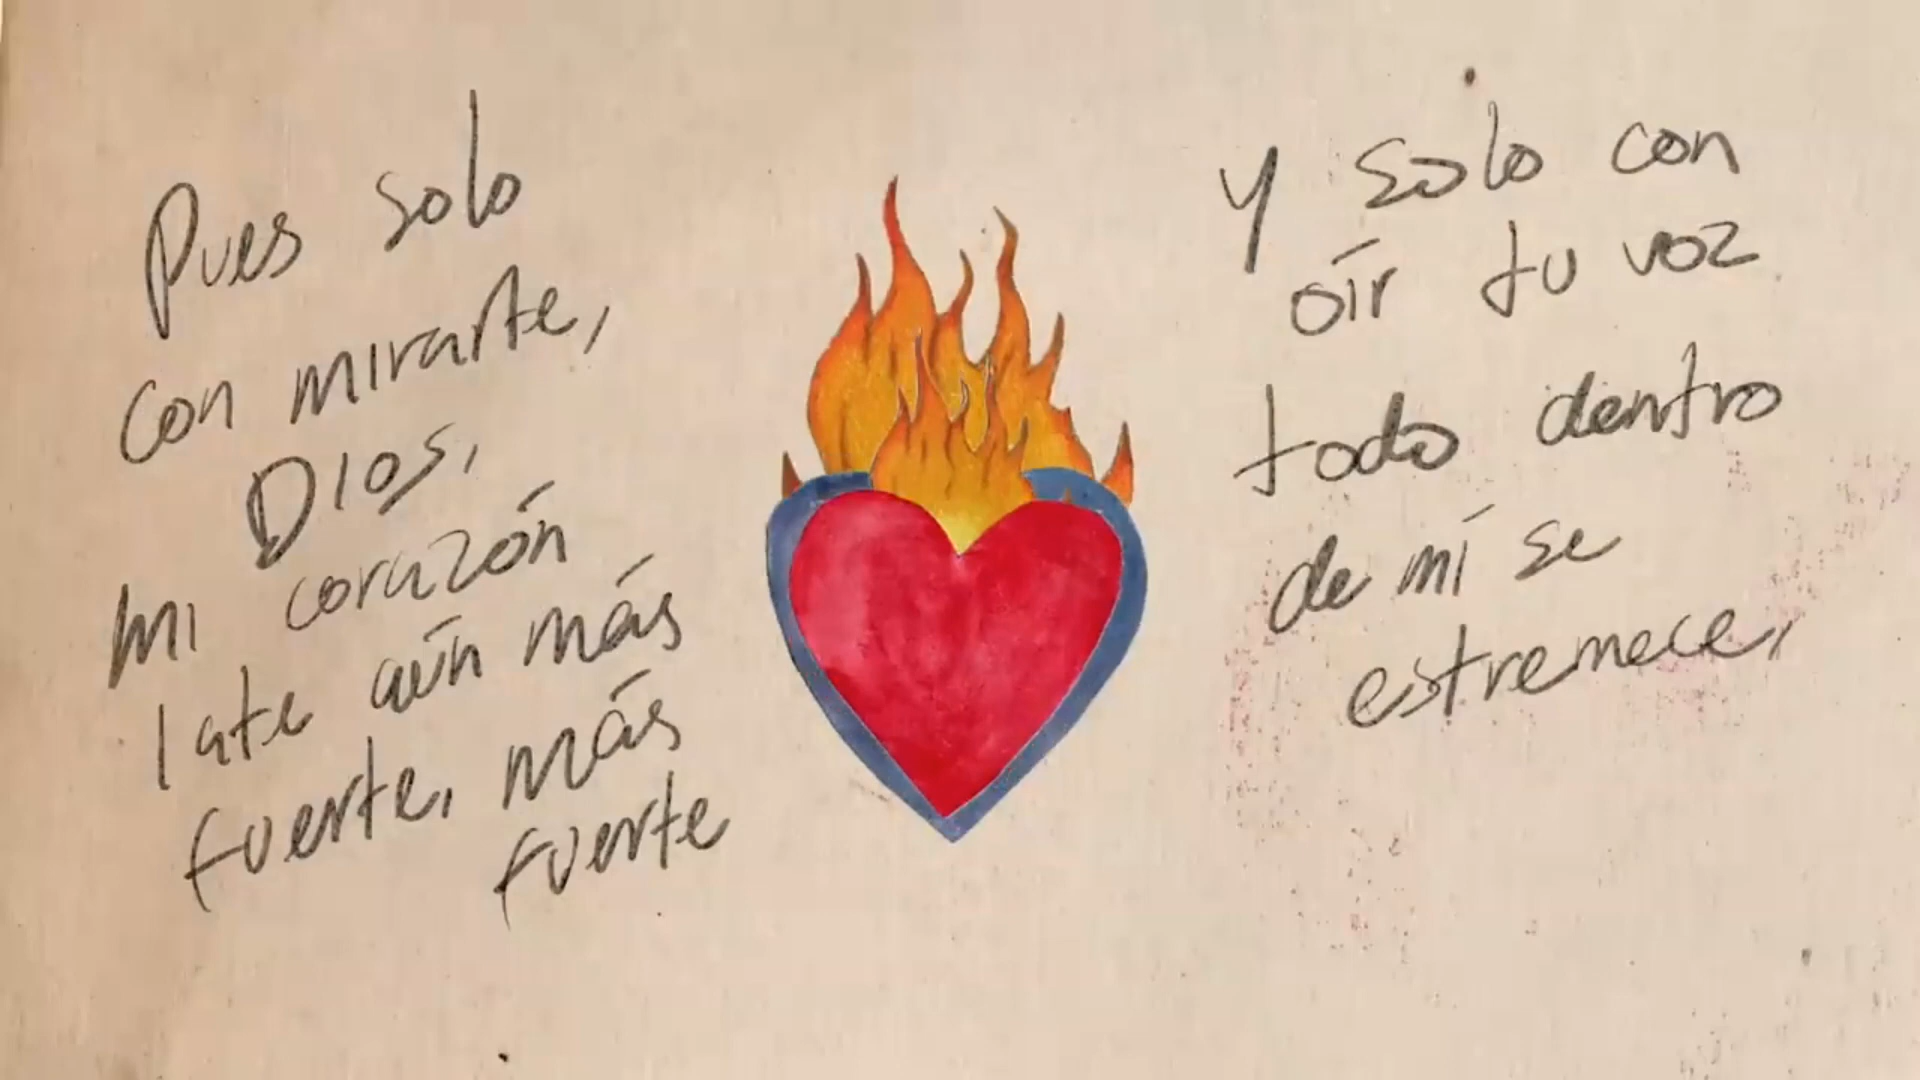 Pues solo
con mirarte,
Dios,
mi corazón
late aún más
fuerte, más
fuerte
Y solo con
oír tu voz
todo dentro
de mí se
estremece,